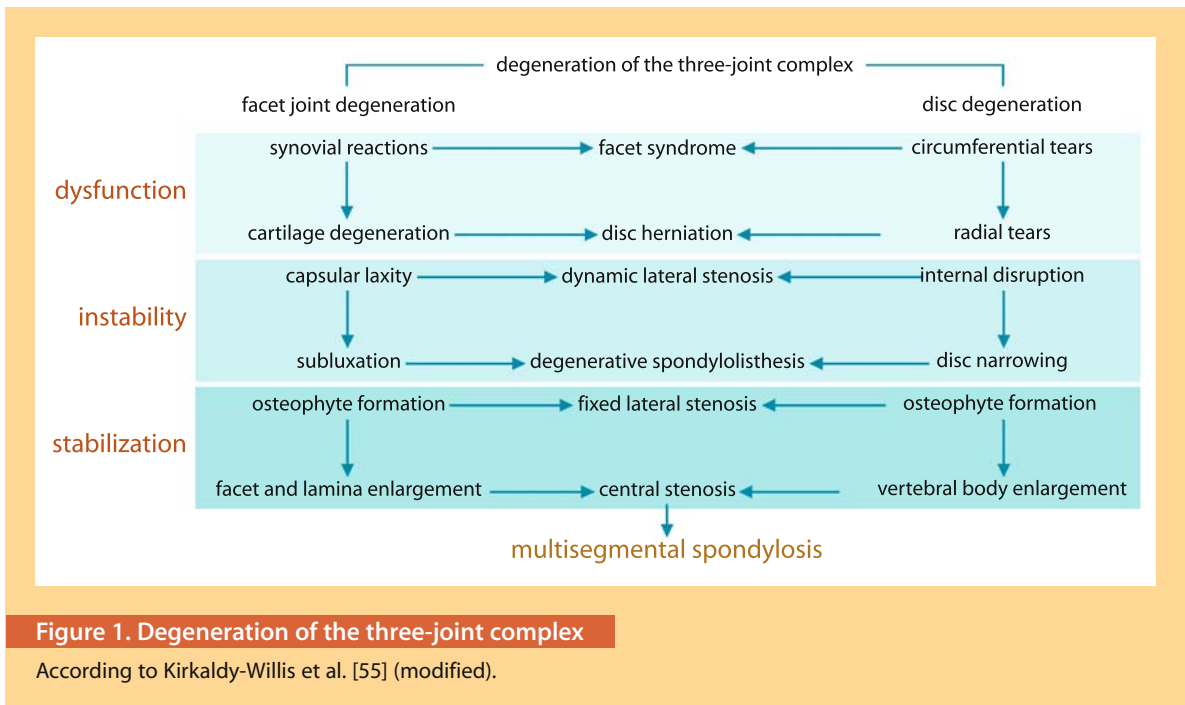 degeneration of the three-joint complex
facet joint degeneration disc degeneration
synovial reactions facet syndrome circumferential tears
dysfunction
cartilage degeneration disc herniation radial tears
capsular laxity dynamic lateral stenosis internal disruption
instability
subluxation degenerative spondylolisthesis disc narrowing
osteophyte formation fixed lateral stenosis osteophyte formation
stabilization
facet and lamina enlargement central stenosis vertebral body enlargement
multisegmental spondylosis
Figure 1. Degeneration of the three-joint complex
According to Kirkaldy-Willis et al. [55] (modified).